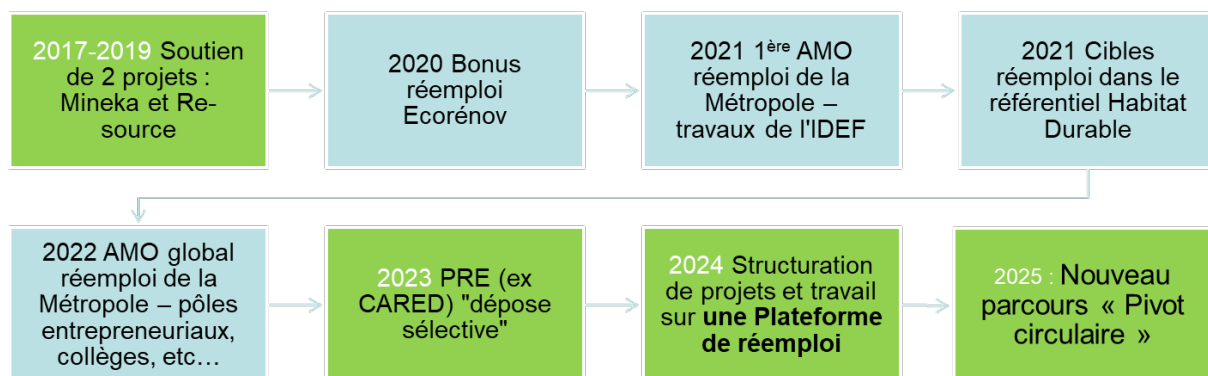 2017-2019 Soutien
de 2 projets :
Mineka et Re-
source
2020 Bonus
réemploi
Ecorénov
2021 1ère AMO
réemploi de la
Métropole –
travaux de l'IDEF
2021 Cibles
réemploi dans le
référentiel Habitat
Durable
2022 AMO global
réemploi de la
Métropole – pôles
entrepreneuriaux,
collèges, etc…
2023 PRE (ex
CARED) "dépose
sélective"
2024 Structuration
de projets et travail
sur une Plateforme
de réemploi
2025 : Nouveau
parcours « Pivot
circulaire »